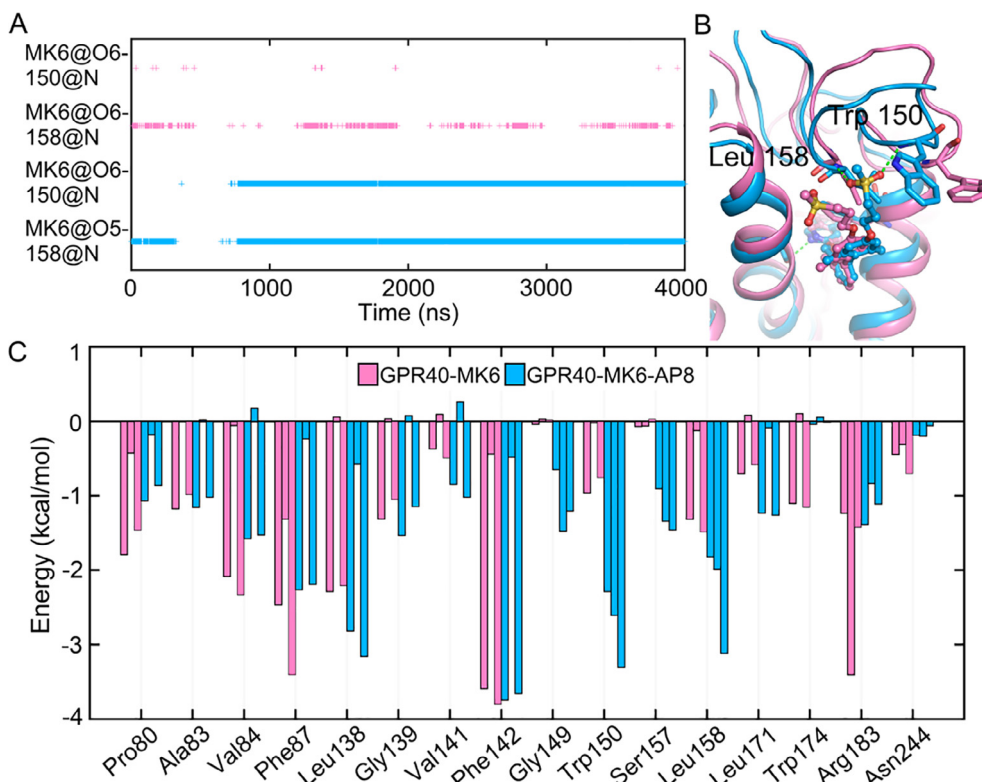 A
MK6@O6-
150@N
MK6@O6-
158@N
MK6@O6-
150@N
MK6@O5-
158@N
0 1000 2000 3000 4000
Time (ns)
B
Trp 150
Leu 158
C
GPR40-MK6 GPR40-MK6-AP8
Energy (kcal/mol)
1
0
-1
-2
-3
-4
Pro80 Ala83 Val84 Phe87 Leu138 Gly139 Val141 Phe142 Gly149 Trp150 Ser157 Leu158 Leu171 Trp174 Arg183 Asn244